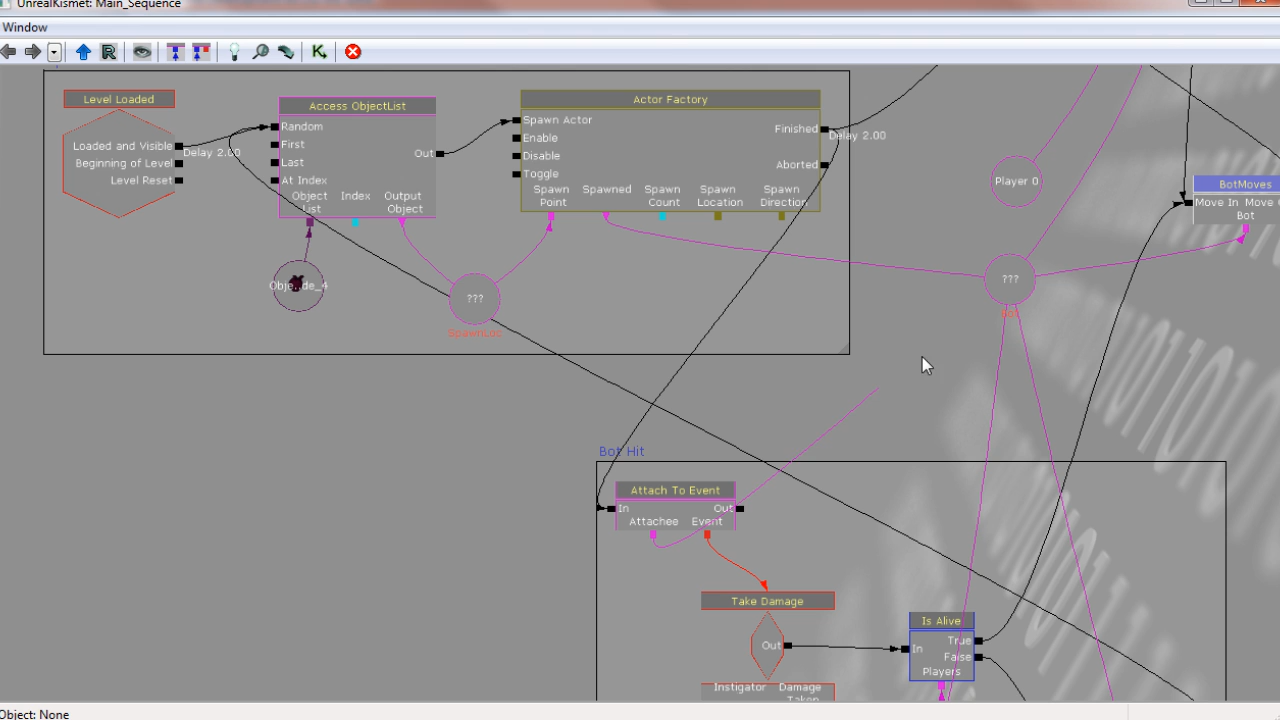 UnrealKismet: Main_Sequence
Window
Level Loaded
Loaded and Visible
Delay 2.00
Beginning of Level
Level Reset
Access ObjectList
Random
First
Last
At Index
Out
Object
List
Index
Output
Object
Actor Factory
Spawn Actor
Enable
Disable
Toggle
Finished
Delay 2.00
Aborted
Spawn
Point
Spawned
Spawn
Count
Spawn
Location
Spawn
Direction
Player 0
BotMoves
Move In
Move
Bot
???
SpawnLoc
???
Bot Hit
Attach To Event
In
Out
Attachee
Event
Take Damage
Out
Instigator
Damage
Taken
Is Alive
In
True
False
Players
Object: None